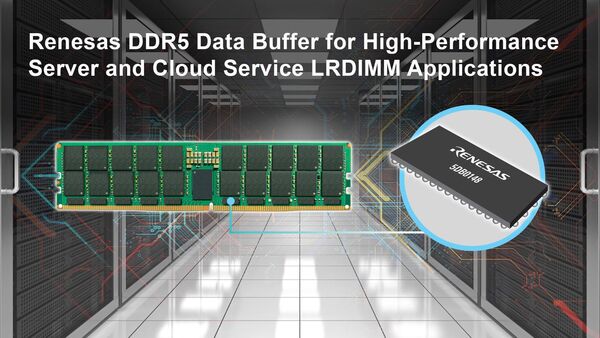 Renesas DDR5 Data Buffer for High-Performance
Server and Cloud Service LRDIMM Applications
RENESAS
5DB0148